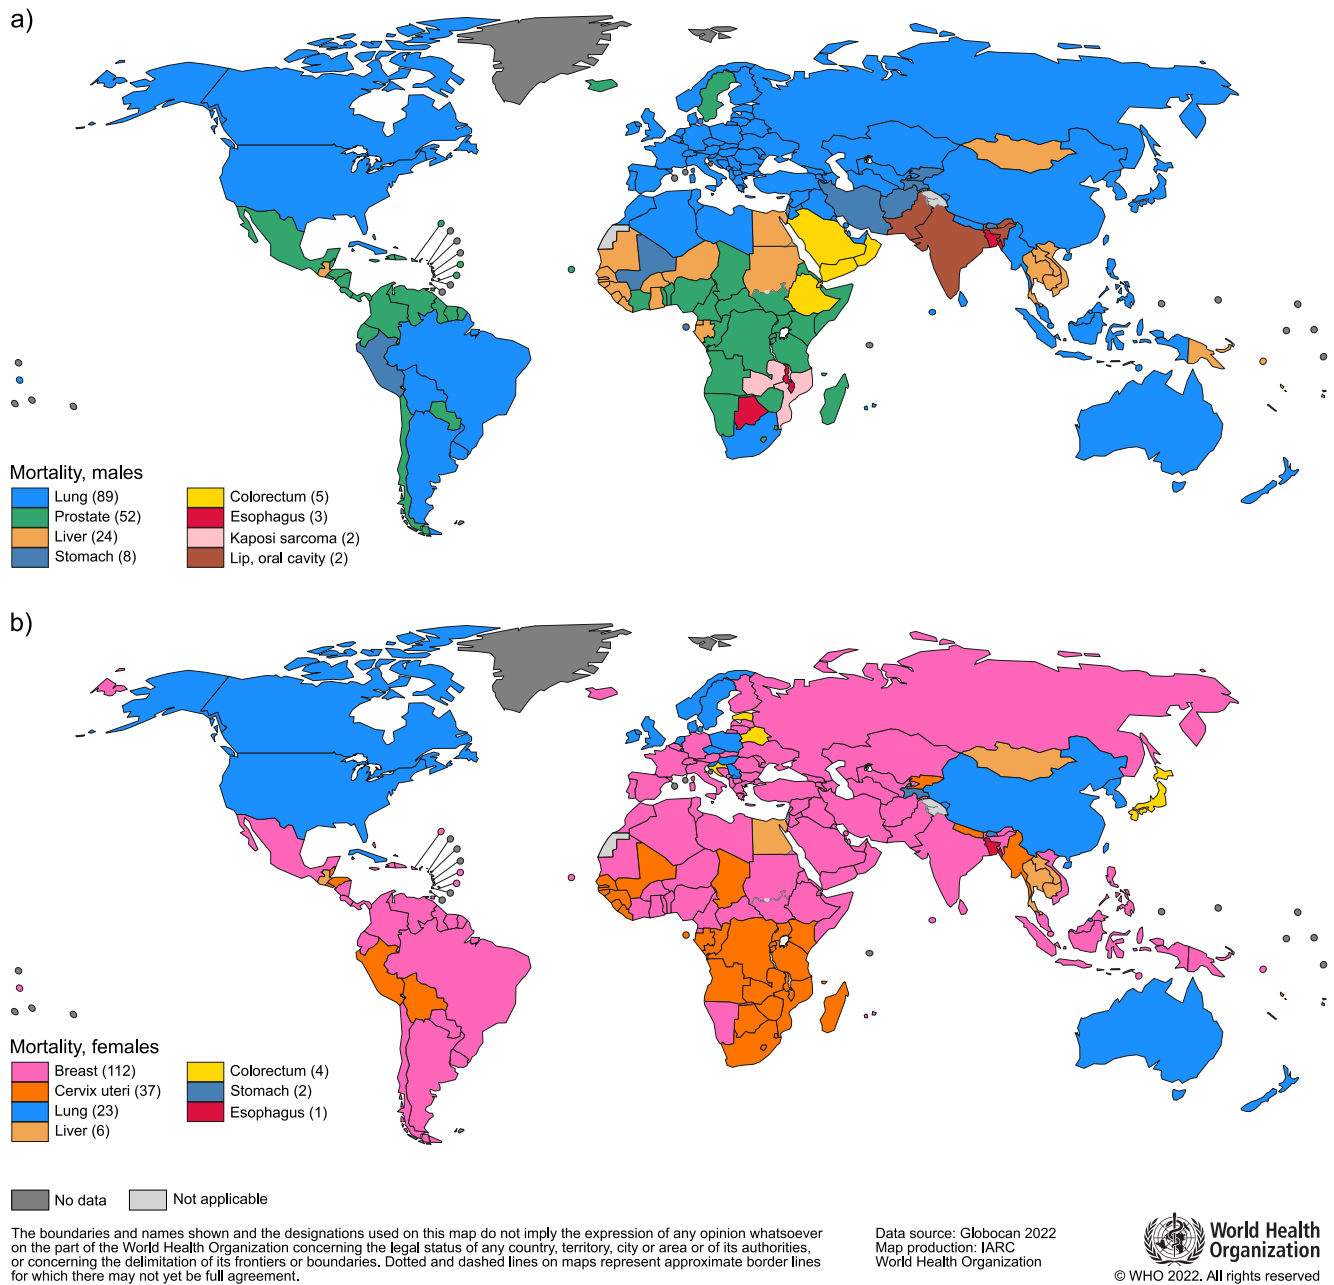 a)
Mortality, males
Lung (89)
Prostate (52)
Liver (24)
Stomach (8)
Colorectum (5)
Esophagus (3)
Kaposi sarcoma (2)
Lip, oral cavity (2)
b)
Mortality, females
Breast (112)
Cervix uteri (37)
Lung (23)
Liver (6)
Colorectum (4)
Stomach (2)
Esophagus (1)
No data
Not applicable
The boundaries and names shown and the designations used on this map do not imply the expression of any opinion whatsoever
on the part of the World Health Organization concerning the legal status of any country, territory, city or area or of its authorities,
or concerning the delimitation of its frontiers or boundaries. Dotted and dashed lines on maps represent approximate border lines
for which there may not yet be full agreement.
Data source: Globocan 2022
Map production: IARC
World Health Organization
World Health
Organization
© WHO 2022. All rights reserved